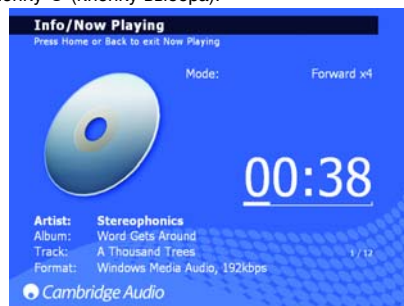 Info/Now Playing
Press Home or Back to exit Now Playing
Mode: Forward x4
00:38
Artist: Stereophonics
Album: Word Gets Around
Track: A Thousand Trees 1/12
Format: Windows Media Audio, 192kbps
Cambridge Audio